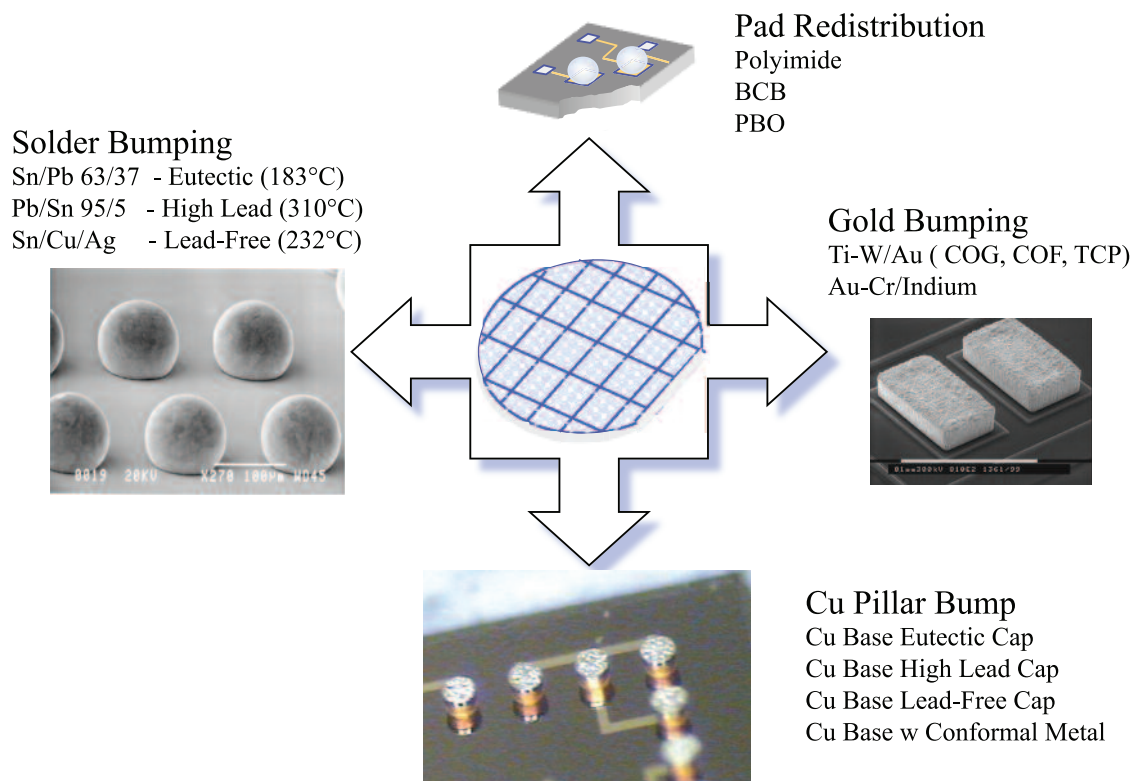 Pad Redistribution
Polyimide
BCB
PBO
Solder Bumping
Sn/Pb 63/37 - Eutectic (183°C)
Pb/Sn 95/5 - High Lead (310°C)
Sn/Cu/Ag - Lead-Free (232°C)
0019 20KV X270 100µm WD45
Gold Bumping
Ti-W/Au ( COG, COF, TCP)
Au-Cr/Indium
Cu Pillar Bump
Cu Base Eutectic Cap
Cu Base High Lead Cap
Cu Base Lead-Free Cap
Cu Base w Conformal Metal